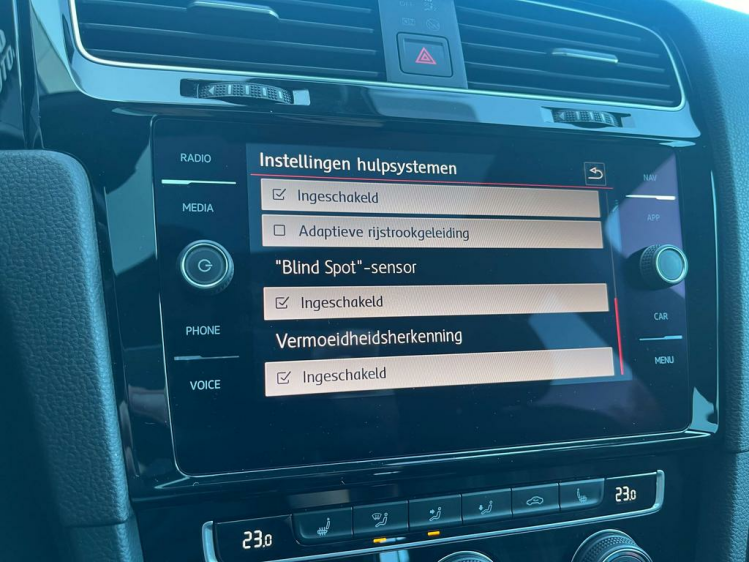 RADIO
MEDIA
PHONE
VOICE
Instellingen hulpsystemen
Ingeschakeld
Adaptieve rijstrookgeleiding
"Blind Spot"-sensor
Ingeschakeld
Vermoeidheidsherkenning
Ingeschakeld
NAV
APP
CAR
MENU
23.0
23.0